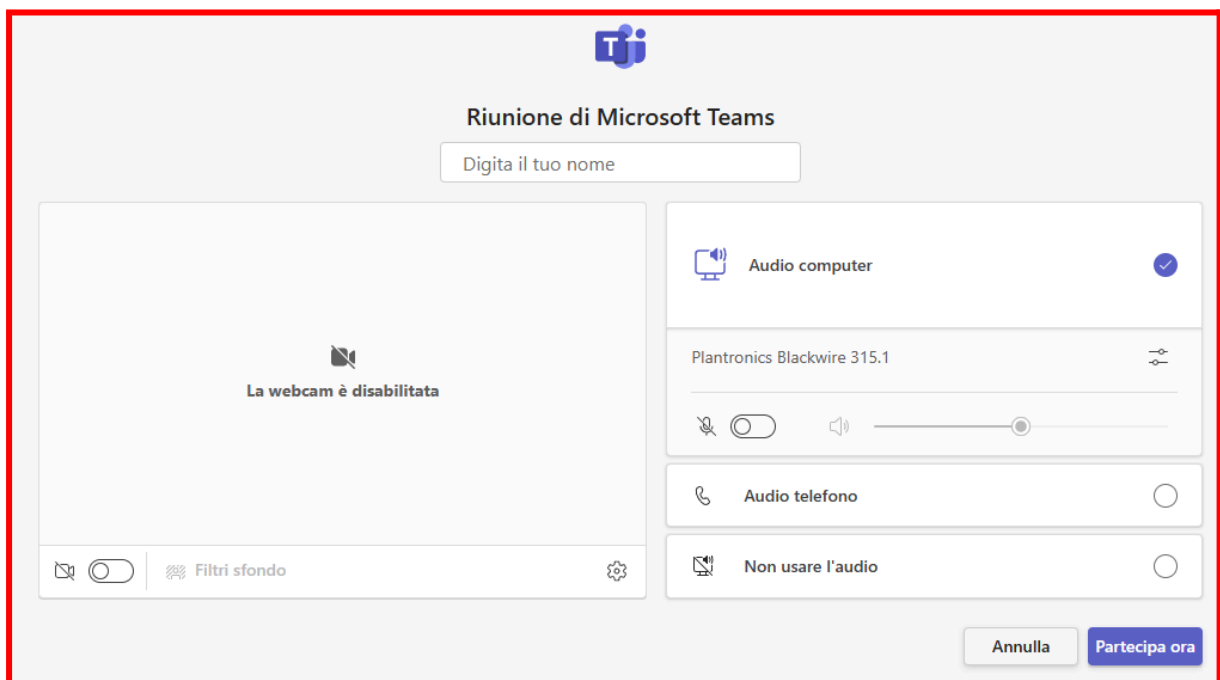 T
Riunione di Microsoft Teams
Digita il tuo nome
La webcam è disabilitata
Filtri sfondo
Audio computer
Plantronics Blackwire 315.1
Audio telefono
Non usare l'audio
Annulla
Partecipa ora